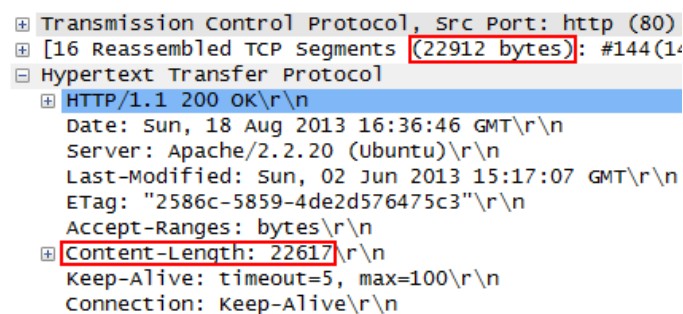 Transmission Control Protocol, Src Port: http (80)
[16 Reassembled TCP Segments (22912 bytes): #144(14
Hypertext Transfer Protocol
HTTP/1.1 200 OK\r\n
Date: Sun, 18 Aug 2013 16:36:46 GMT\r\n
Server: Apache/2.2.20 (Ubuntu)\r\n
Last-Modified: Sun, 02 Jun 2013 15:17:07 GMT\r\n
ETag: "2586c-5859-4de2d576475c3"\r\n
Accept-Ranges: bytes\r\n
Content-Length: 22617\r\n
Keep-Alive: timeout=5, max=100\r\n
Connection: Keep-Alive\r\n